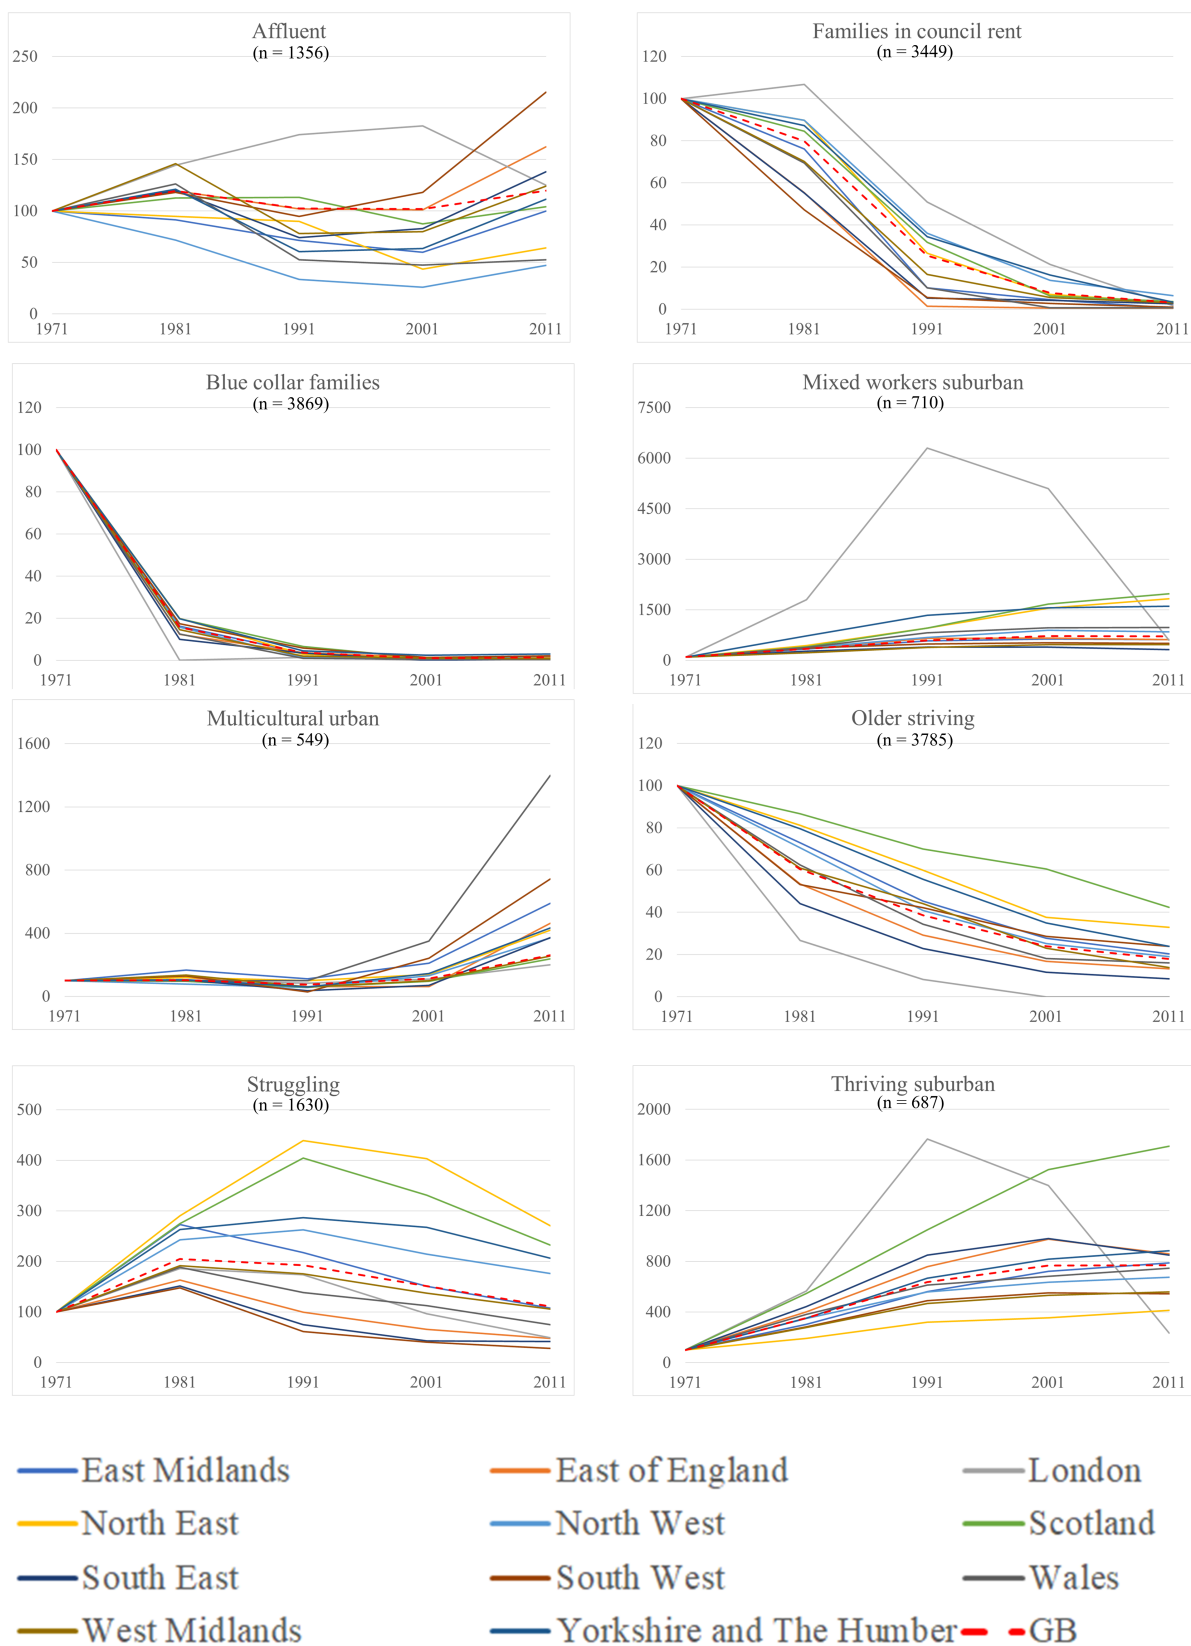 Affluent
(n = 1356)
250
200
150
100
50
0
1971 1981 1991 2001 2011
Families in council rent
(n = 3449)
120
100
80
60
40
20
0
1971 1981 1991 2001 2011
Blue collar families
(n = 3869)
120
100
80
60
40
20
0
1971 1981 1991 2001 2011
Mixed workers suburban
(n = 710)
7500
6000
4500
3000
1500
0
1971 1981 1991 2001 2011
Multicultural urban
(n = 549)
1600
1200
800
400
0
1971 1981 1991 2001 2011
Older striving
(n = 3785)
120
100
80
60
40
20
0
1971 1981 1991 2001 2011
Struggling
(n = 1630)
500
400
300
200
100
0
1971 1981 1991 2001 2011
Thriving suburban
(n = 687)
2000
1600
1200
800
400
0
1971 1981 1991 2001 2011
East Midlands East of England London
North East North West Scotland
South East South West Wales
West Midlands Yorkshire and The Humber GB